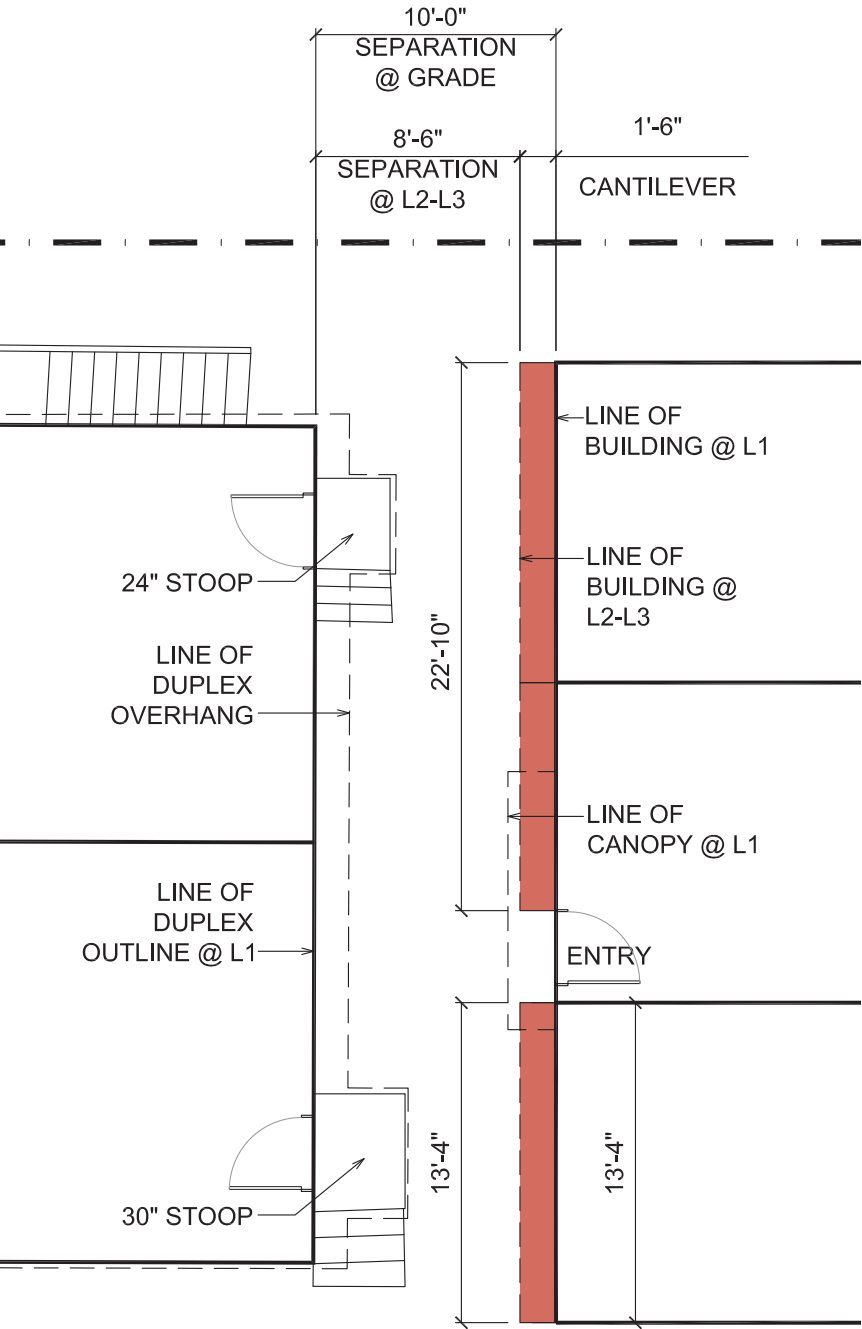 10'-0"
SEPARATION
@ GRADE
8'-6"
SEPARATION
@ L2-L3
1'-6"
CANTILEVER
LINE OF
BUILDING @ L1
24" STOOP
LINE OF
BUILDING @
L2-L3
22'-10"
LINE OF
DUPLEX
OVERHANG
LINE OF
CANOPY @ L1
LINE OF
DUPLEX
OUTLINE @ L1
ENTRY
13'-4"
13'-4"
30" STOOP